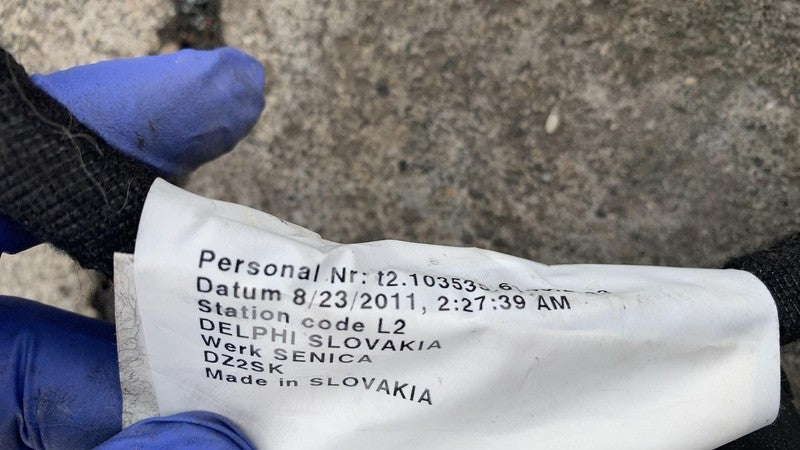 Personal Nr:
Datum 8/23/2011, 2:27:39 AM
Station code L2
DELPHI SLOVAKIA
Werk SENICA
DZ2SK
Made in SLOVAKIA